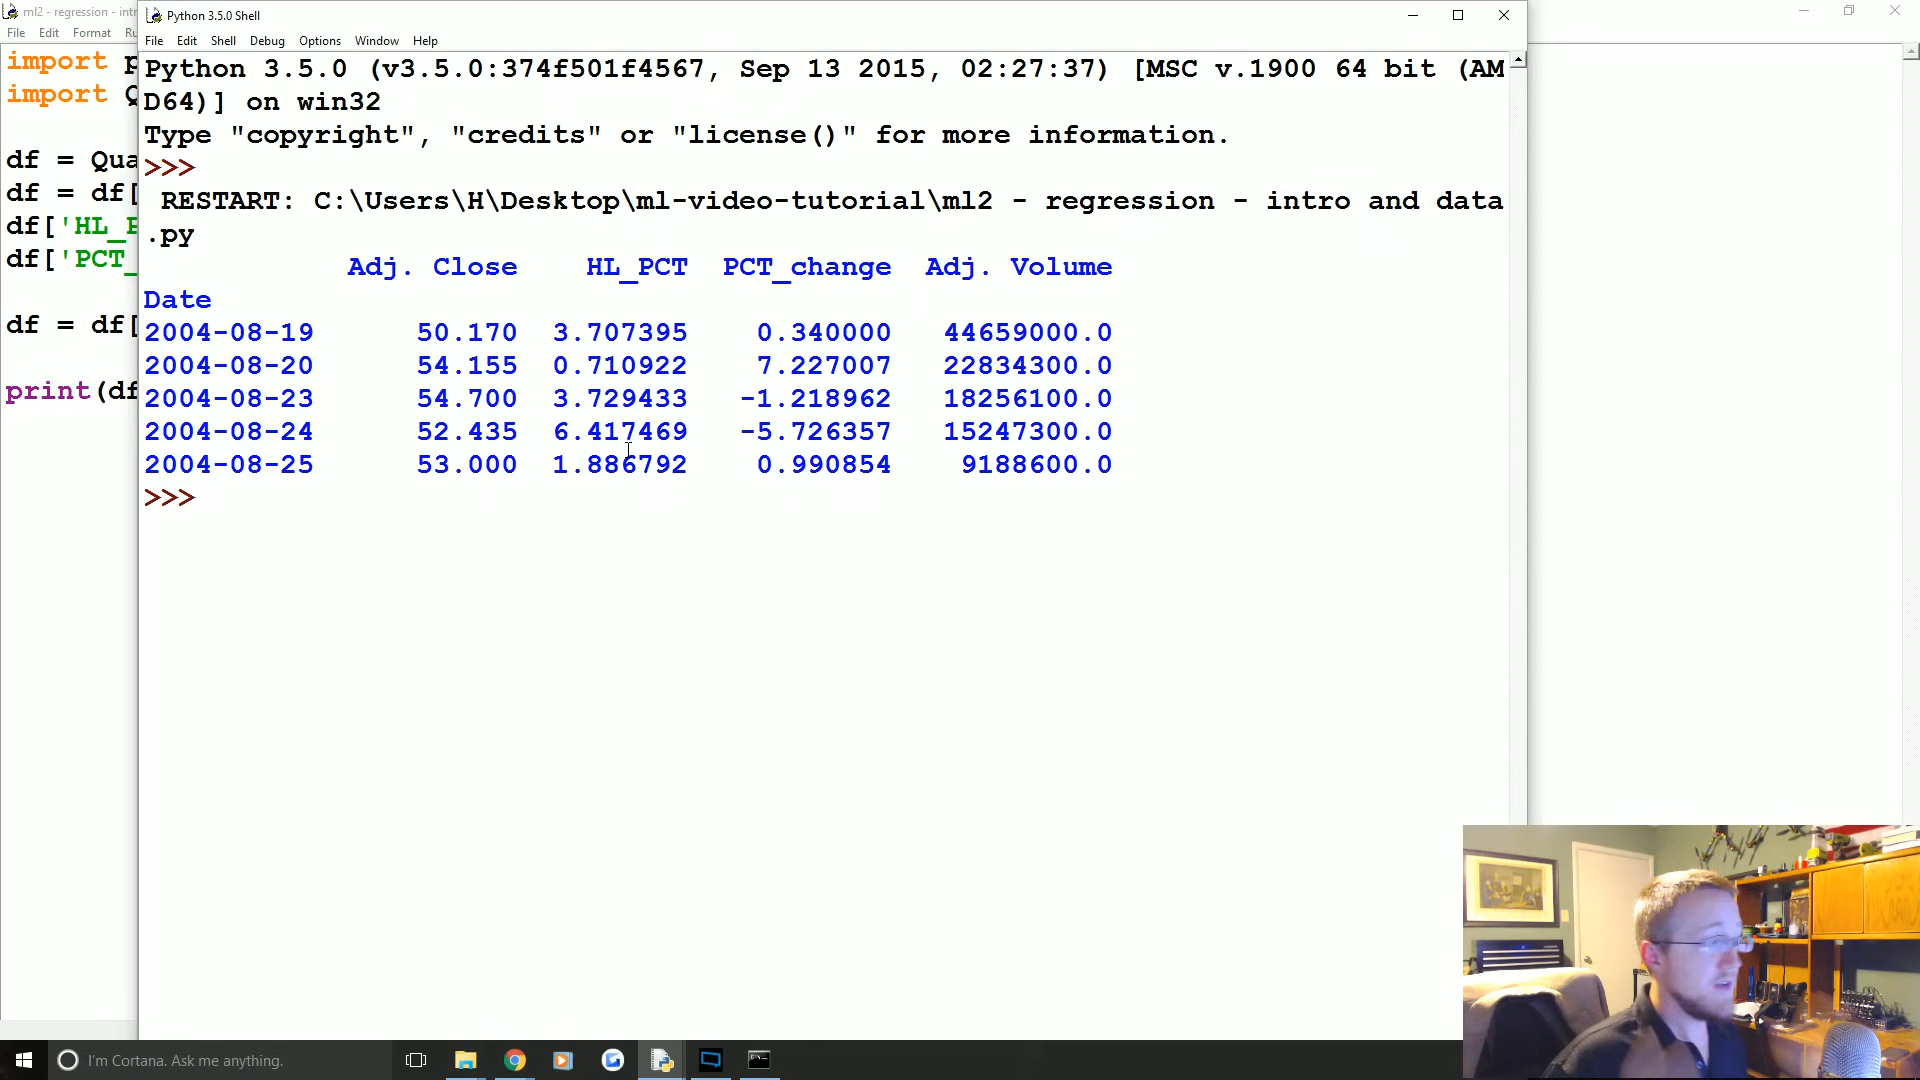 ml2 - regression - intr
File Edit Format Ru
import p
import Q
df = Qua
df = df[
df['HL_P
df['PCT_
df = df[
print(df
Python 3.5.0 Shell
File Edit Shell Debug Options Window Help
Python 3.5.0 (v3.5.0:374f501f4567, Sep 13 2015, 02:27:37) [MSC v.1900 64 bit (AM
D64)] on win32
Type "copyright", "credits" or "license()" for more information.
>>>
RESTART: C:\Users\H\Desktop\ml-video-tutorial\ml2 - regression - intro and data
.py
Adj. Close HL_PCT PCT_change Adj. Volume
Date
2004-08-19 50.170 3.707395 0.340000 44659000.0
2004-08-20 54.155 0.710922 7.227007 22834300.0
2004-08-23 54.700 3.729433 -1.218962 18256100.0
2004-08-24 52.435 6.417469 -5.726357 15247300.0
2004-08-25 53.000 1.886792 0.990854 9188600.0
>>>
I'm Cortana. Ask me anything.